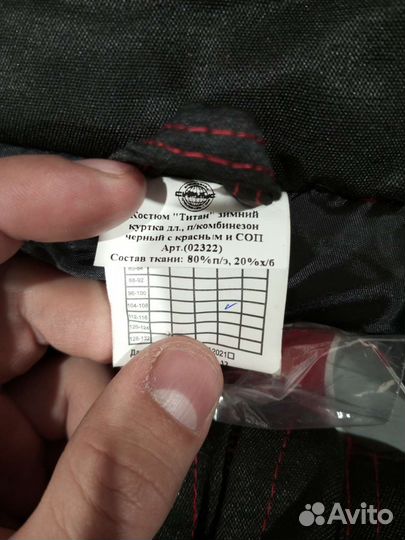 Костюм "Титан" зимний
куртка дл., п/комбинезон
черный с красным и СОП
Арт.(02322)
Состав ткани: 80%п/э, 20%х/б
88-92
96-100
104-108
112-116
120-124
128-132
2021
Avito